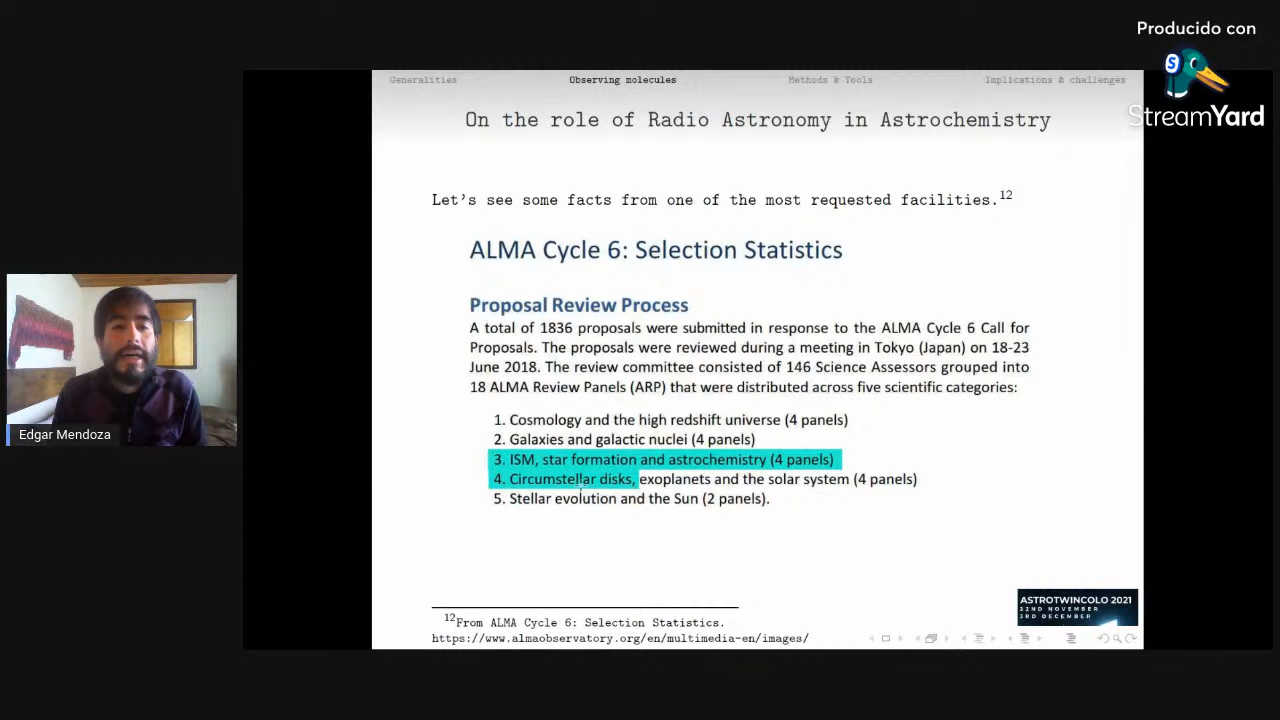 Producido con
StreamYard
Generalities Observing molecules Methods & Tools Implications & challenges
On the role of Radio Astronomy in Astrochemistry
Let's see some facts from one of the most requested facilities.12
ALMA Cycle 6: Selection Statistics
Proposal Review Process
A total of 1836 proposals were submitted in response to the ALMA Cycle 6 Call for
Proposals. The proposals were reviewed during a meeting in Tokyo (Japan) on 18-23
June 2018. The review committee consisted of 146 Science Assessors grouped into
18 ALMA Review Panels (ARP) that were distributed across five scientific categories:
1. Cosmology and the high redshift universe (4 panels)
2. Galaxies and galactic nuclei (4 panels)
3. ISM, star formation and astrochemistry (4 panels)
4. Circumstellar disks, exoplanets and the solar system (4 panels)
5. Stellar evolution and the Sun (2 panels).
Edgar Mendoza
ASTROTWINCOLO 2021
22ND NOVEMBER
3RD DECEMBER
12From ALMA Cycle 6: Selection Statistics.
https://www.almaobservatory.org/en/multimedia-en/images/